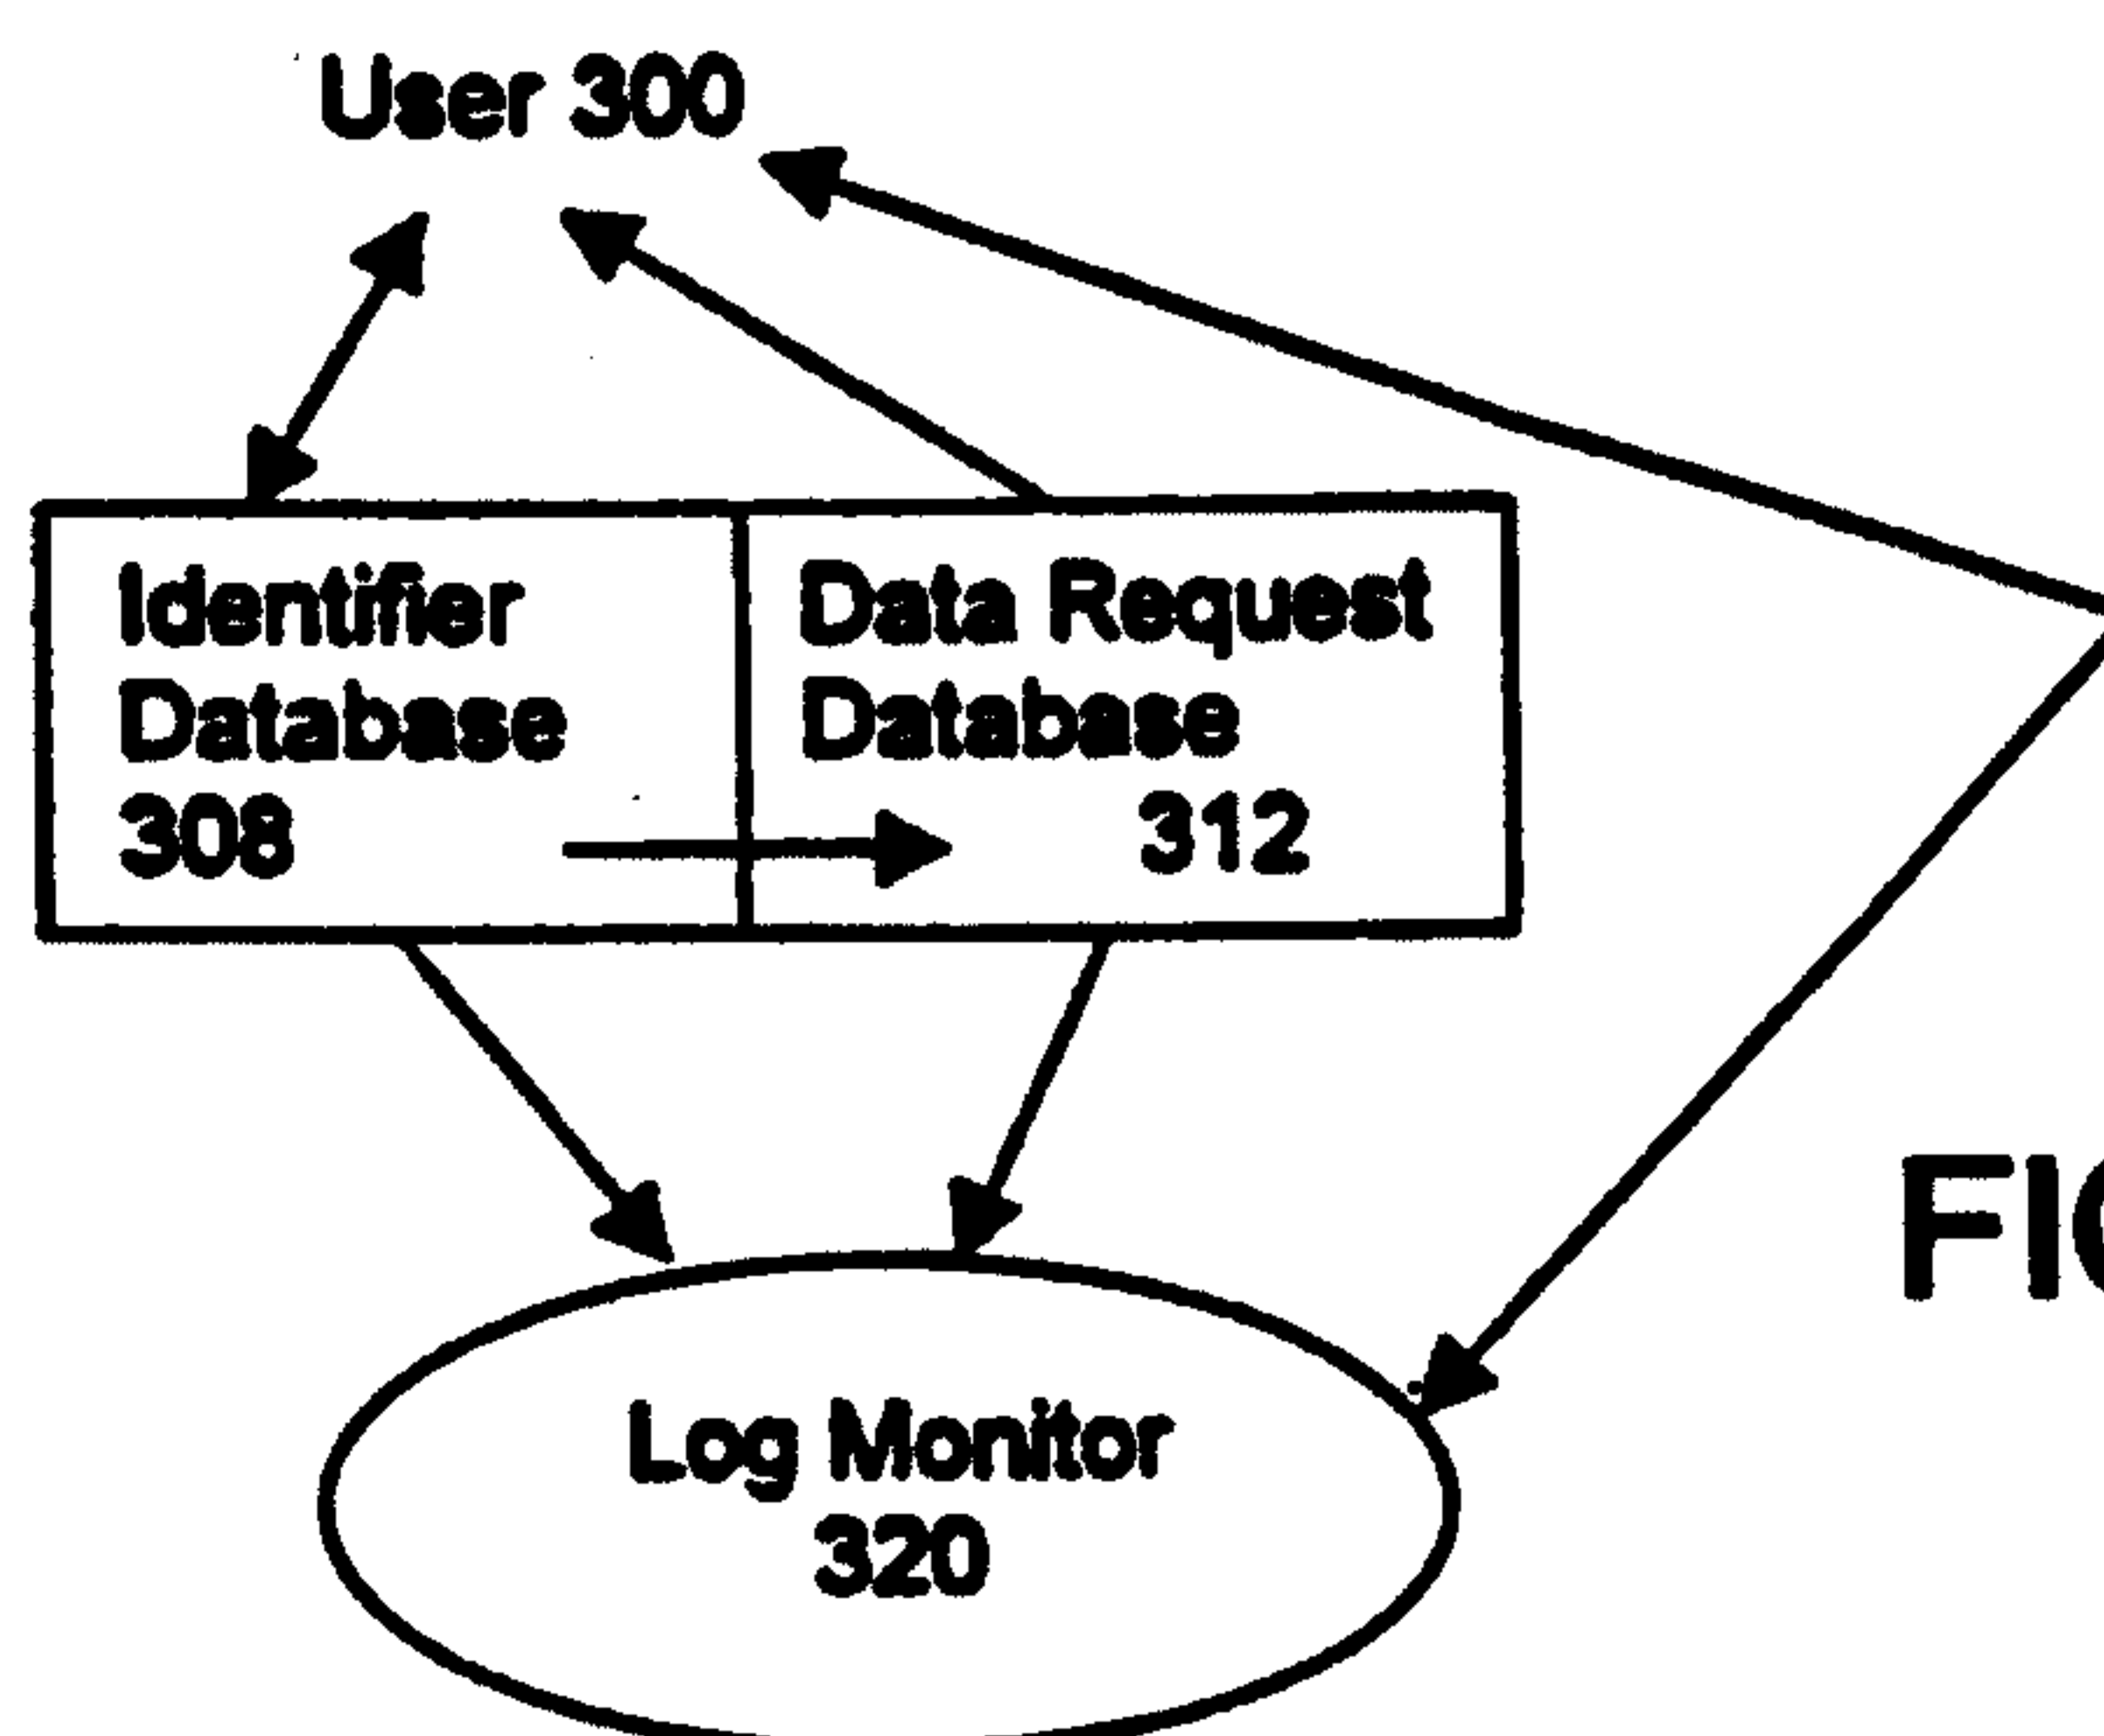 User 300
Identifier
Database
308
Data Request
Database
312
Log Monitor
320